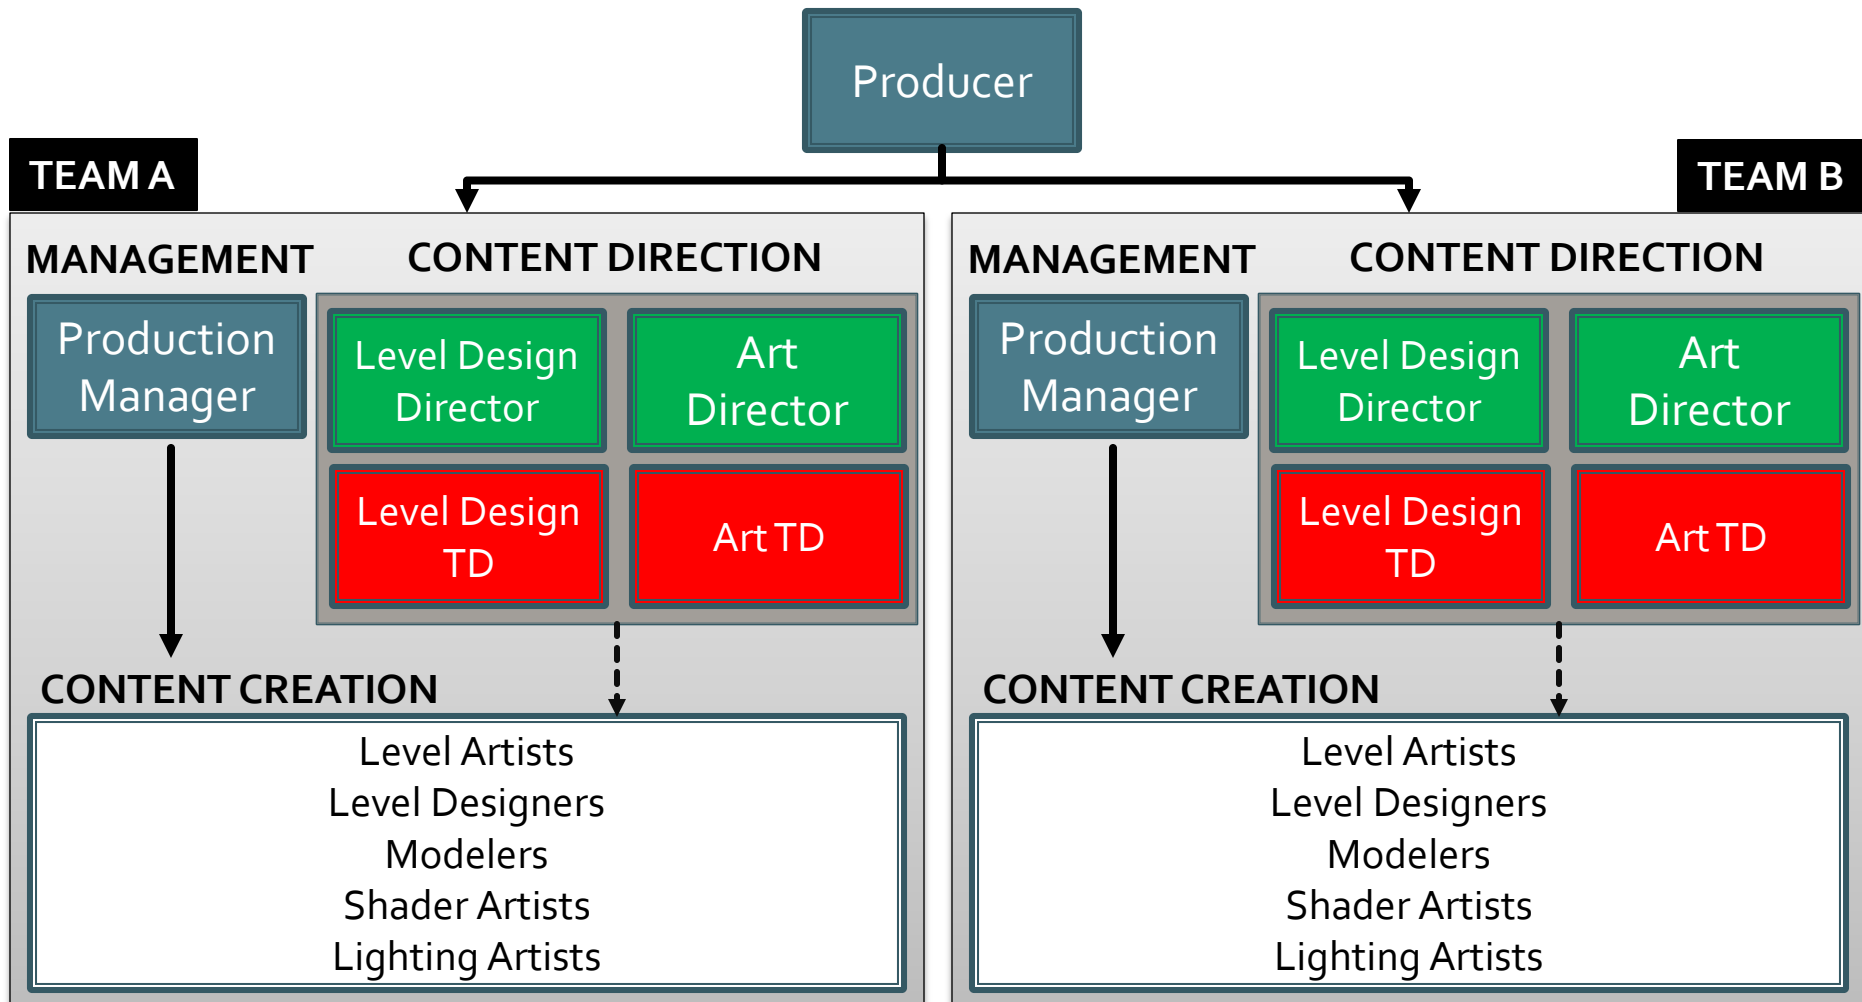 Producer
TEAM A
MANAGEMENT
CONTENT DIRECTION
Production
Manager
Level Design
Director
Art
Director
Level Design
TD
Art TD
CONTENT CREATION
Level Artists
Level Designers
Modelers
Shader Artists
Lighting Artists
TEAM B
MANAGEMENT
CONTENT DIRECTION
Production
Manager
Level Design
Director
Art
Director
Level Design
TD
Art TD
CONTENT CREATION
Level Artists
Level Designers
Modelers
Shader Artists
Lighting Artists